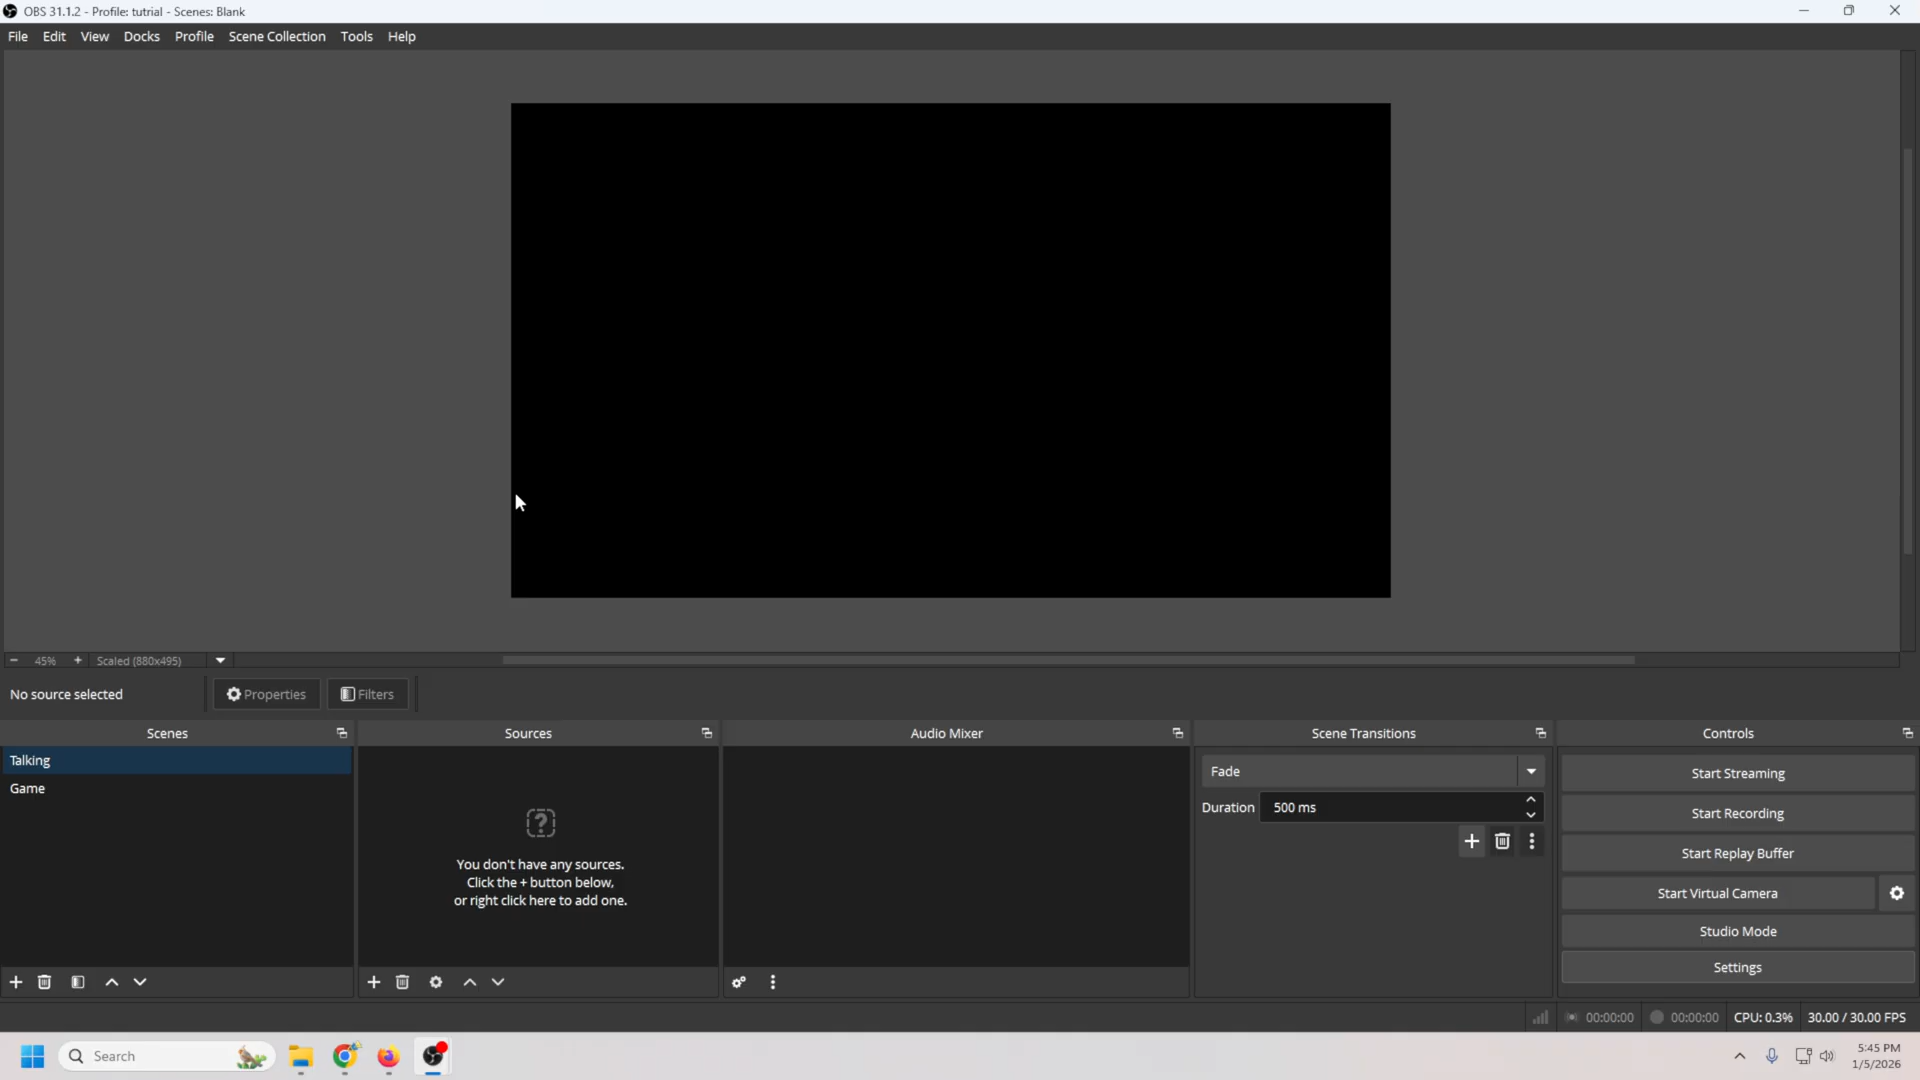 OBS 31.1.2 - Profile: tutrial - Scenes: Blank
File Edit View Docks Profile Scene Collection Tools Help
45% Scaled (880x495)
No source selected Properties Filters
Scenes Sources Audio Mixer Scene Transitions Controls
Talking
Game
You don't have any sources.
Click the + button below,
or right click here to add one.
Fade
Duration 500 ms
Start Streaming
Start Recording
Start Replay Buffer
Start Virtual Camera
Studio Mode
Settings
00:00:00 00:00:00 CPU: 0.3% 30.00 / 30.00 FPS
Search
5:45 PM
1/5/2026